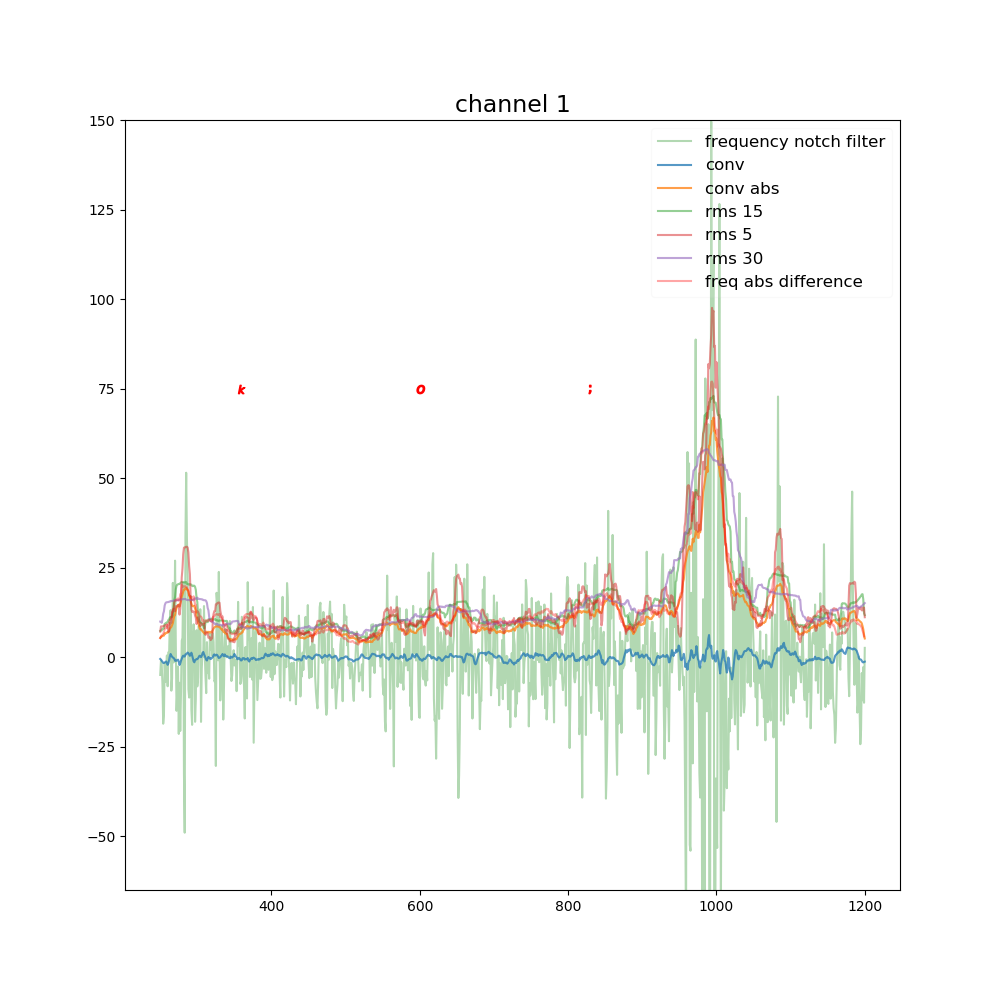 channel 1
150
125
100
75
50
25
0
−25
−50
frequency notch filter
conv
conv abs
rms 15
rms 5
rms 30
freq abs difference
k o ;
400 600 800 1000 1200